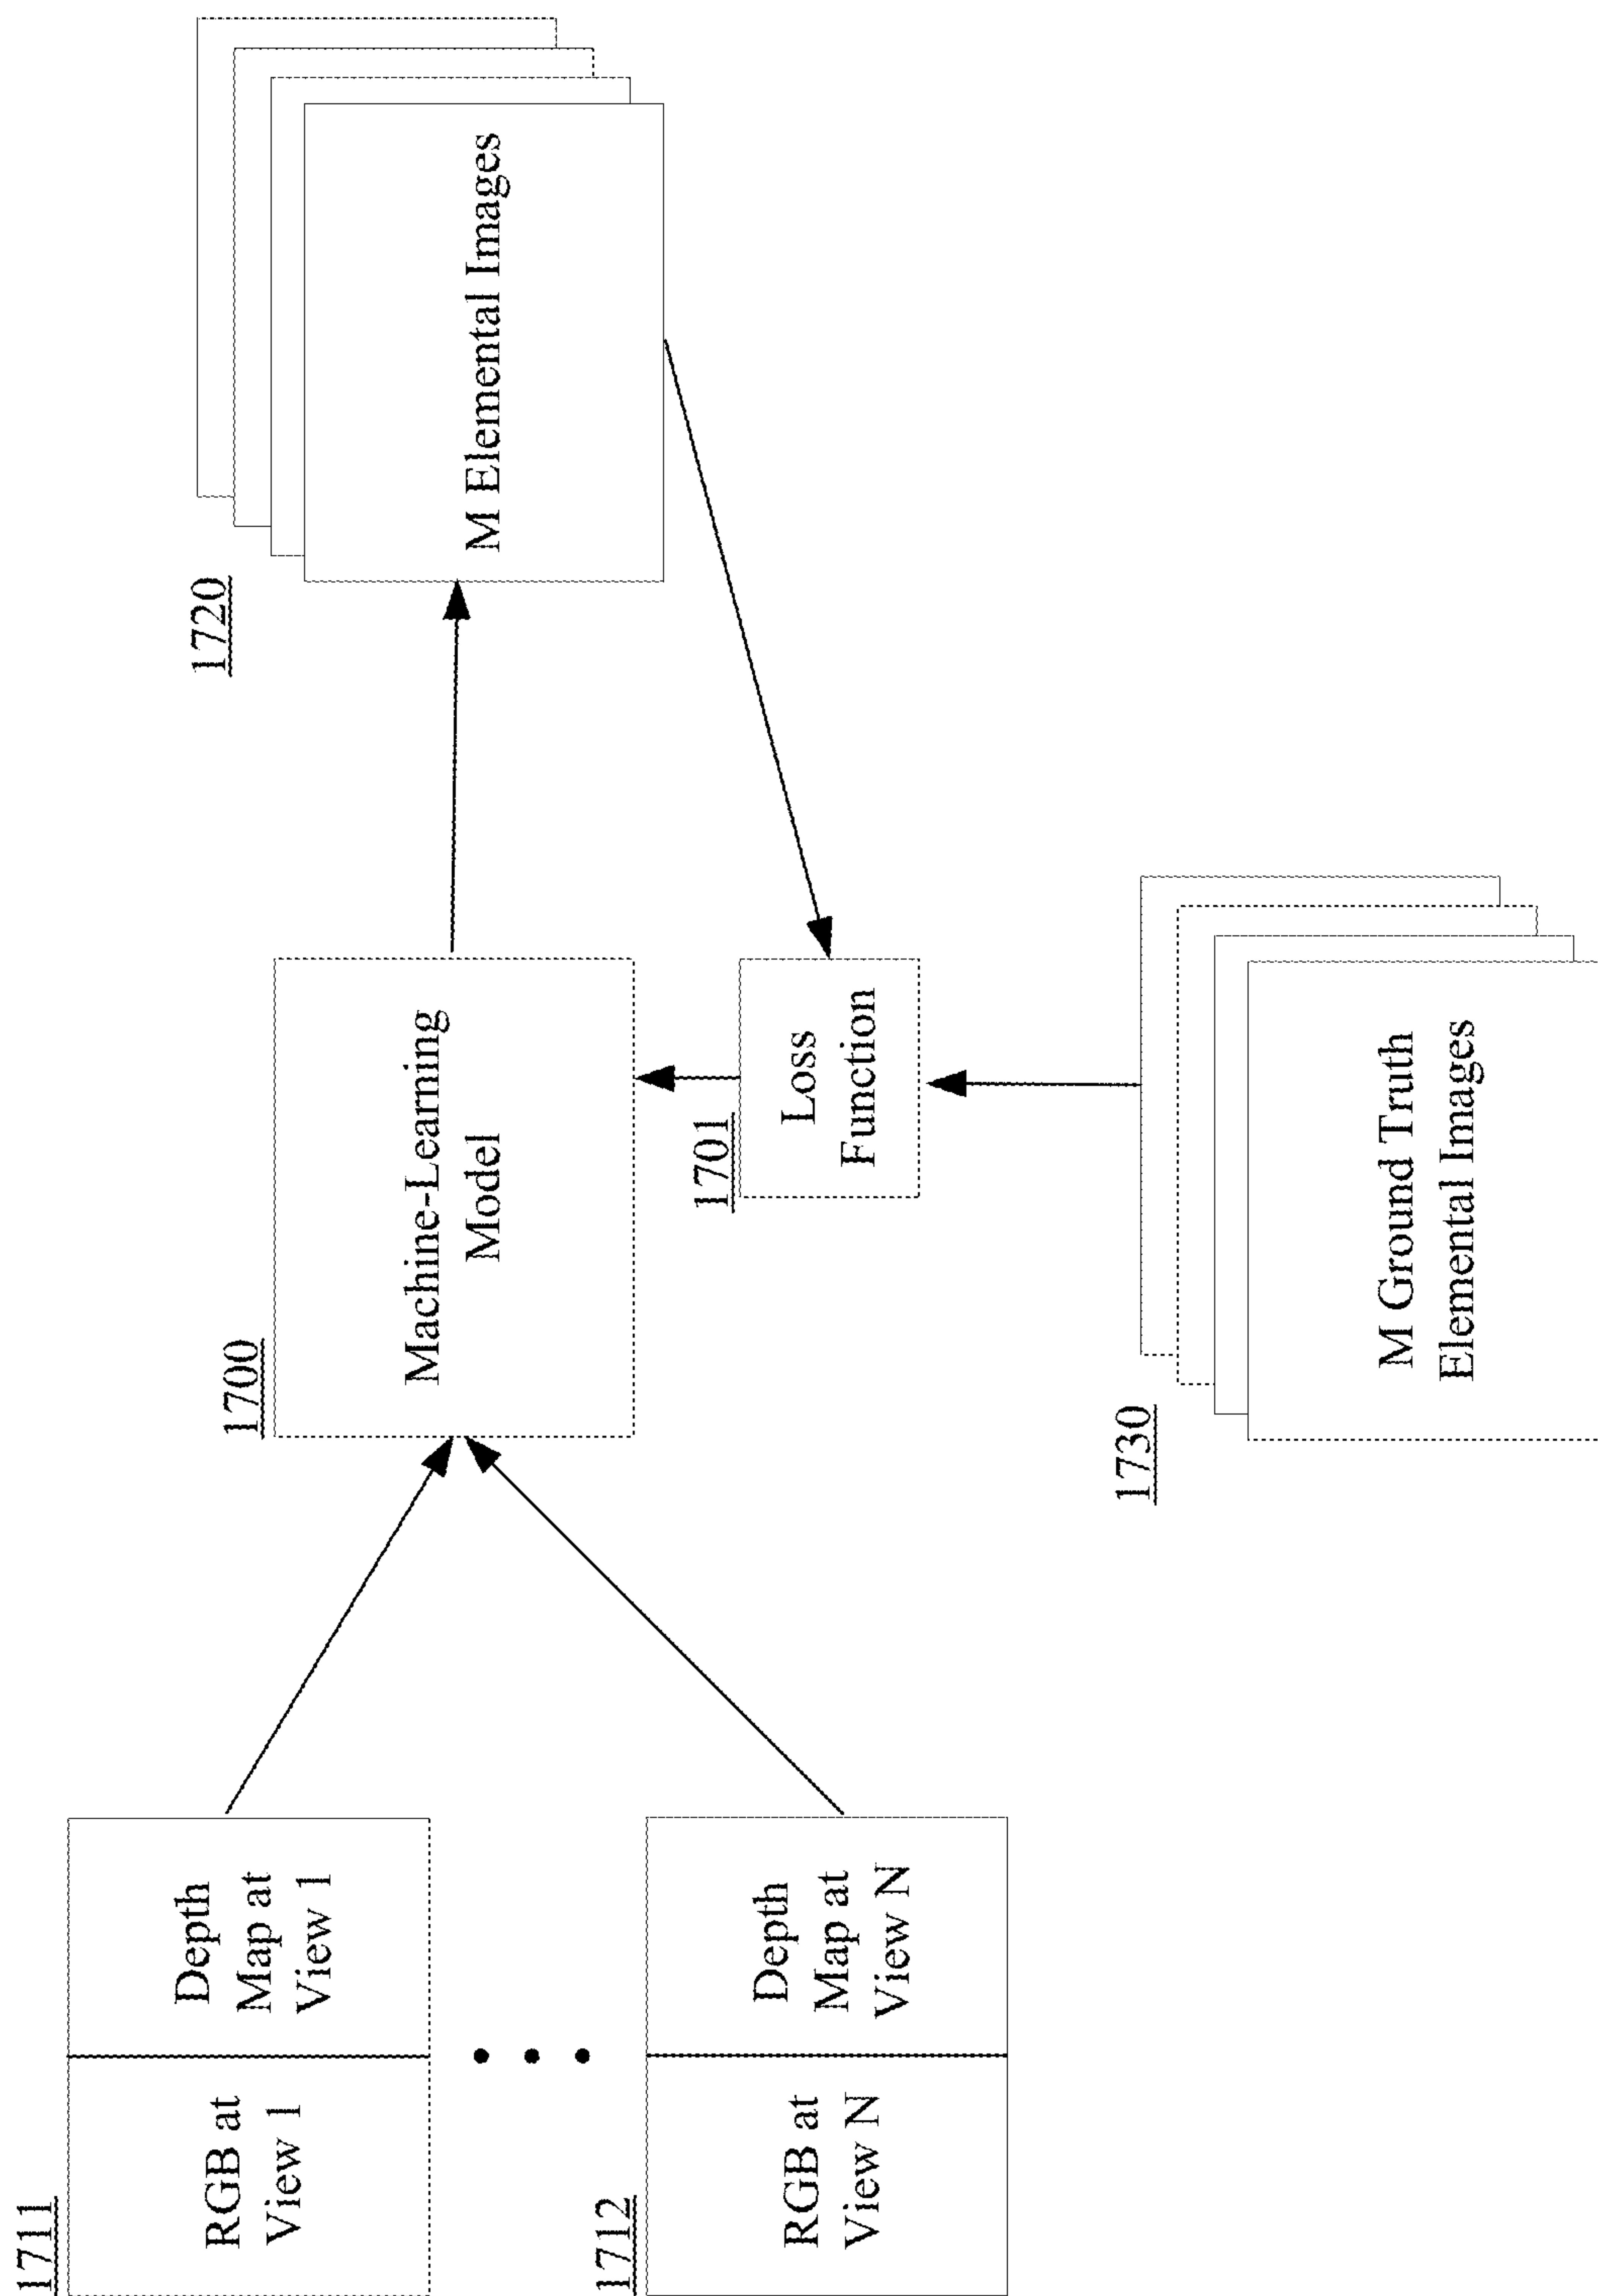 1711
RGB at
View 1
Depth
Map at
View 1
1712
RGB at
View N
Depth
Map at
View N
1700
Machine-Learning
Model
1701
Loss
Function
1730
M Ground Truth
Elemental Images
1720
M Elemental Images